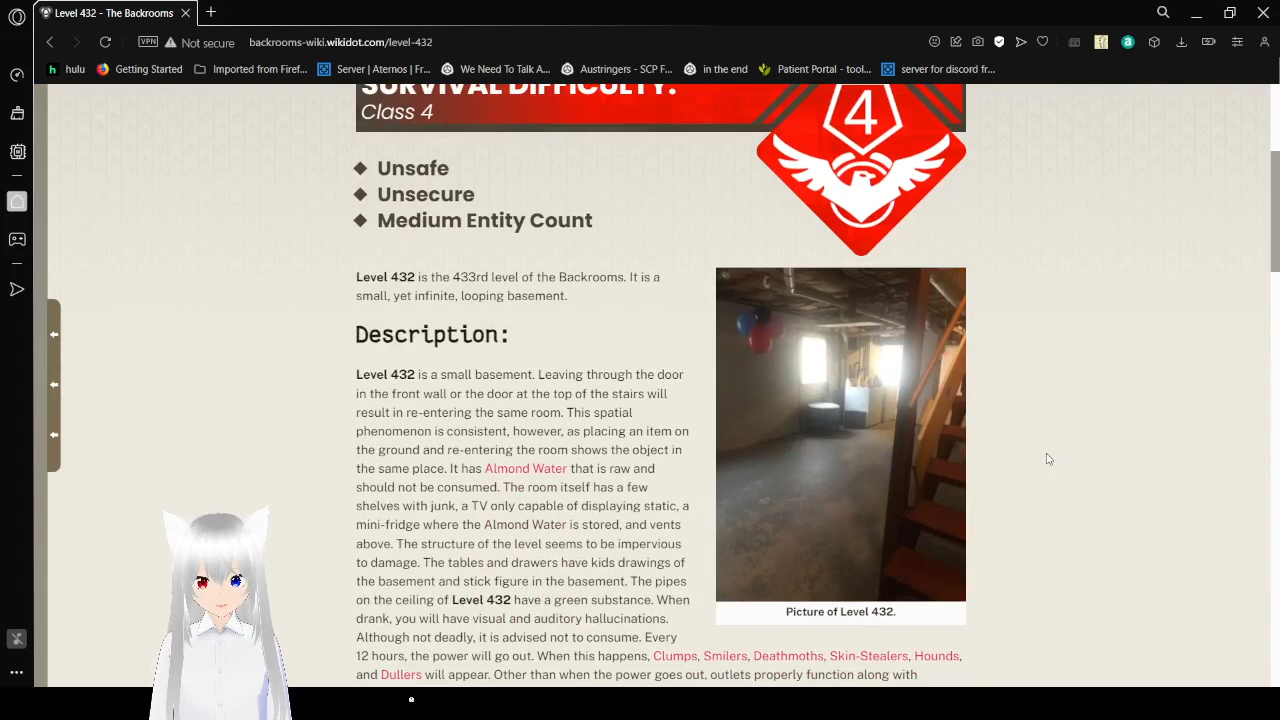 Level 432 - The Backrooms
VPN
Not secure
backrooms-wiki.wikidot.com/level-432
hulu
Getting Started
Imported from Firef...
Server | Aternos | Fr...
We Need To Talk A...
Austringers - SCP F...
in the end
Patient Portal - tool...
server for discord fr...
SURVIVAL DIFFICULTY:
Class 4
4
Unsafe
Unsecure
Medium Entity Count
Level 432 is the 433rd level of the Backrooms. It is a
small, yet infinite, looping basement.
Description:
Level 432 is a small basement. Leaving through the door
in the front wall or the door at the top of the stairs will
result in re-entering the same room. This spatial
phenomenon is consistent, however, as placing an item on
the ground and re-entering the room shows the object in
the same place. It has Almond Water that is raw and
should not be consumed. The room itself has a few
shelves with junk, a TV only capable of displaying static, a
mini-fridge where the Almond Water is stored, and vents
above. The structure of the level seems to be impervious
to damage. The tables and drawers have kids drawings of
the basement and stick figure in the basement. The pipes
on the ceiling of Level 432 have a green substance. When
drank, you will have visual and auditory hallucinations.
Although not deadly, it is advised not to consume. Every
12 hours, the power will go out. When this happens, Clumps, Smilers, Deathmoths, Skin-Stealers, Hounds,
and Dullers will appear. Other than when the power goes out, outlets properly function along with
Picture of Level 432.